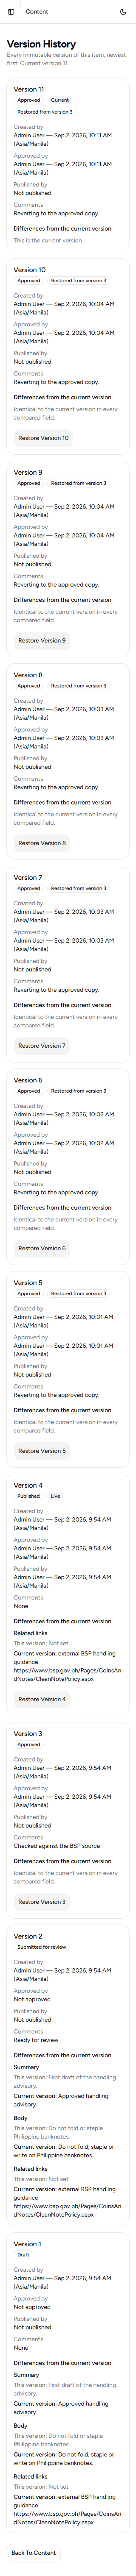 Content
Version History
Every immutable version of this item, newest
first. Current version 11.
Version 11
Approved Current
Restored from version 3
Created by
Admin User — Sep 2, 2026, 10:11 AM
(Asia/Manila)
Approved by
Admin User — Sep 2, 2026, 10:11 AM
(Asia/Manila)
Published by
Not published
Comments
Reverting to the approved copy.
Differences from the current version
This is the current version.
Version 10
Approved Restored from version 3
Created by
Admin User — Sep 2, 2026, 10:04 AM
(Asia/Manila)
Approved by
Admin User — Sep 2, 2026, 10:04 AM
(Asia/Manila)
Published by
Not published
Comments
Reverting to the approved copy.
Differences from the current version
Identical to the current version in every
compared field.
Restore Version 10
Version 9
Approved Restored from version 3
Created by
Admin User — Sep 2, 2026, 10:04 AM
(Asia/Manila)
Approved by
Admin User — Sep 2, 2026, 10:04 AM
(Asia/Manila)
Published by
Not published
Comments
Reverting to the approved copy.
Differences from the current version
Identical to the current version in every
compared field.
Restore Version 9
Version 8
Approved Restored from version 3
Created by
Admin User — Sep 2, 2026, 10:03 AM
(Asia/Manila)
Approved by
Admin User — Sep 2, 2026, 10:03 AM
(Asia/Manila)
Published by
Not published
Comments
Reverting to the approved copy.
Differences from the current version
Identical to the current version in every
compared field.
Restore Version 8
Version 7
Approved Restored from version 3
Created by
Admin User — Sep 2, 2026, 10:03 AM
(Asia/Manila)
Approved by
Admin User — Sep 2, 2026, 10:03 AM
(Asia/Manila)
Published by
Not published
Comments
Reverting to the approved copy.
Differences from the current version
Identical to the current version in every
compared field.
Restore Version 7
Version 6
Approved Restored from version 3
Created by
Admin User — Sep 2, 2026, 10:02 AM
(Asia/Manila)
Approved by
Admin User — Sep 2, 2026, 10:02 AM
(Asia/Manila)
Published by
Not published
Comments
Reverting to the approved copy.
Differences from the current version
Identical to the current version in every
compared field.
Restore Version 6
Version 5
Approved Restored from version 3
Created by
Admin User — Sep 2, 2026, 10:01 AM
(Asia/Manila)
Approved by
Admin User — Sep 2, 2026, 10:01 AM
(Asia/Manila)
Published by
Not published
Comments
Reverting to the approved copy.
Differences from the current version
Identical to the current version in every
compared field.
Restore Version 5
Version 4
Published Live
Created by
Admin User — Sep 2, 2026, 9:54 AM
(Asia/Manila)
Approved by
Admin User — Sep 2, 2026, 9:54 AM
(Asia/Manila)
Published by
Admin User — Sep 2, 2026, 9:54 AM
(Asia/Manila)
Comments
None
Differences from the current version
Related links
This version: Not set
Current version: external BSP handling
guidance
https://www.bsp.gov.ph/Pages/CoinsAn
dNotes/CleanNotePolicy.aspx
Restore Version 4
Version 3
Approved
Created by
Admin User — Sep 2, 2026, 9:54 AM
(Asia/Manila)
Approved by
Admin User — Sep 2, 2026, 9:54 AM
(Asia/Manila)
Published by
Not published
Comments
Checked against the BSP source
Differences from the current version
Identical to the current version in every
compared field.
Restore Version 3
Version 2
Submitted for review
Created by
Admin User — Sep 2, 2026, 9:54 AM
(Asia/Manila)
Approved by
Not approved
Published by
Not published
Comments
Ready for review
Differences from the current version
Summary
This version: First draft of the handling
advisory.
Current version: Approved handling
advisory.
Body
This version: Do not fold or staple
Philippine banknotes.
Current version: Do not fold, staple or
write on Philippine banknotes.
Related links
This version: Not set
Current version: external BSP handling
guidance
https://www.bsp.gov.ph/Pages/CoinsAn
dNotes/CleanNotePolicy.aspx
Version 1
Draft
Created by
Admin User — Sep 2, 2026, 9:54 AM
(Asia/Manila)
Approved by
Not approved
Published by
Not published
Comments
None
Differences from the current version
Summary
This version: First draft of the handling
advisory.
Current version: Approved handling
advisory.
Body
This version: Do not fold or staple
Philippine banknotes.
Current version: Do not fold, staple or
write on Philippine banknotes.
Related links
This version: Not set
Current version: external BSP handling
guidance
https://www.bsp.gov.ph/Pages/CoinsAn
dNotes/CleanNotePolicy.aspx
Back To Content